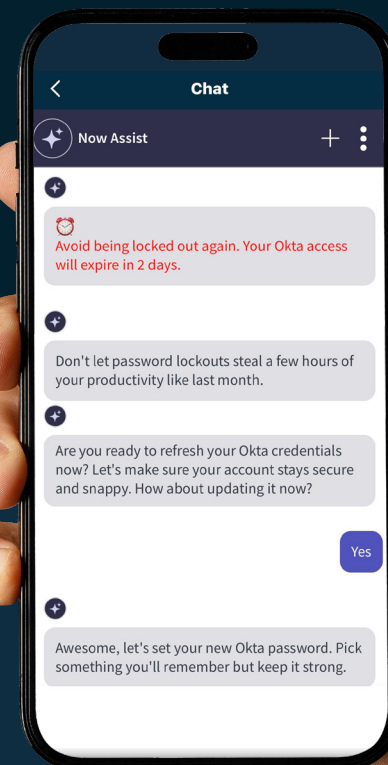 Chat
Now Assist
Avoid being locked out again. Your Okta access
will expire in 2 days.
Don't let password lockouts steal a few hours of
your productivity like last month.
Are you ready to refresh your Okta credentials
now? Let's make sure your account stays secure
and snappy. How about updating it now?
Yes
Awesome, let's set your new Okta password. Pick
something you'll remember but keep it strong.